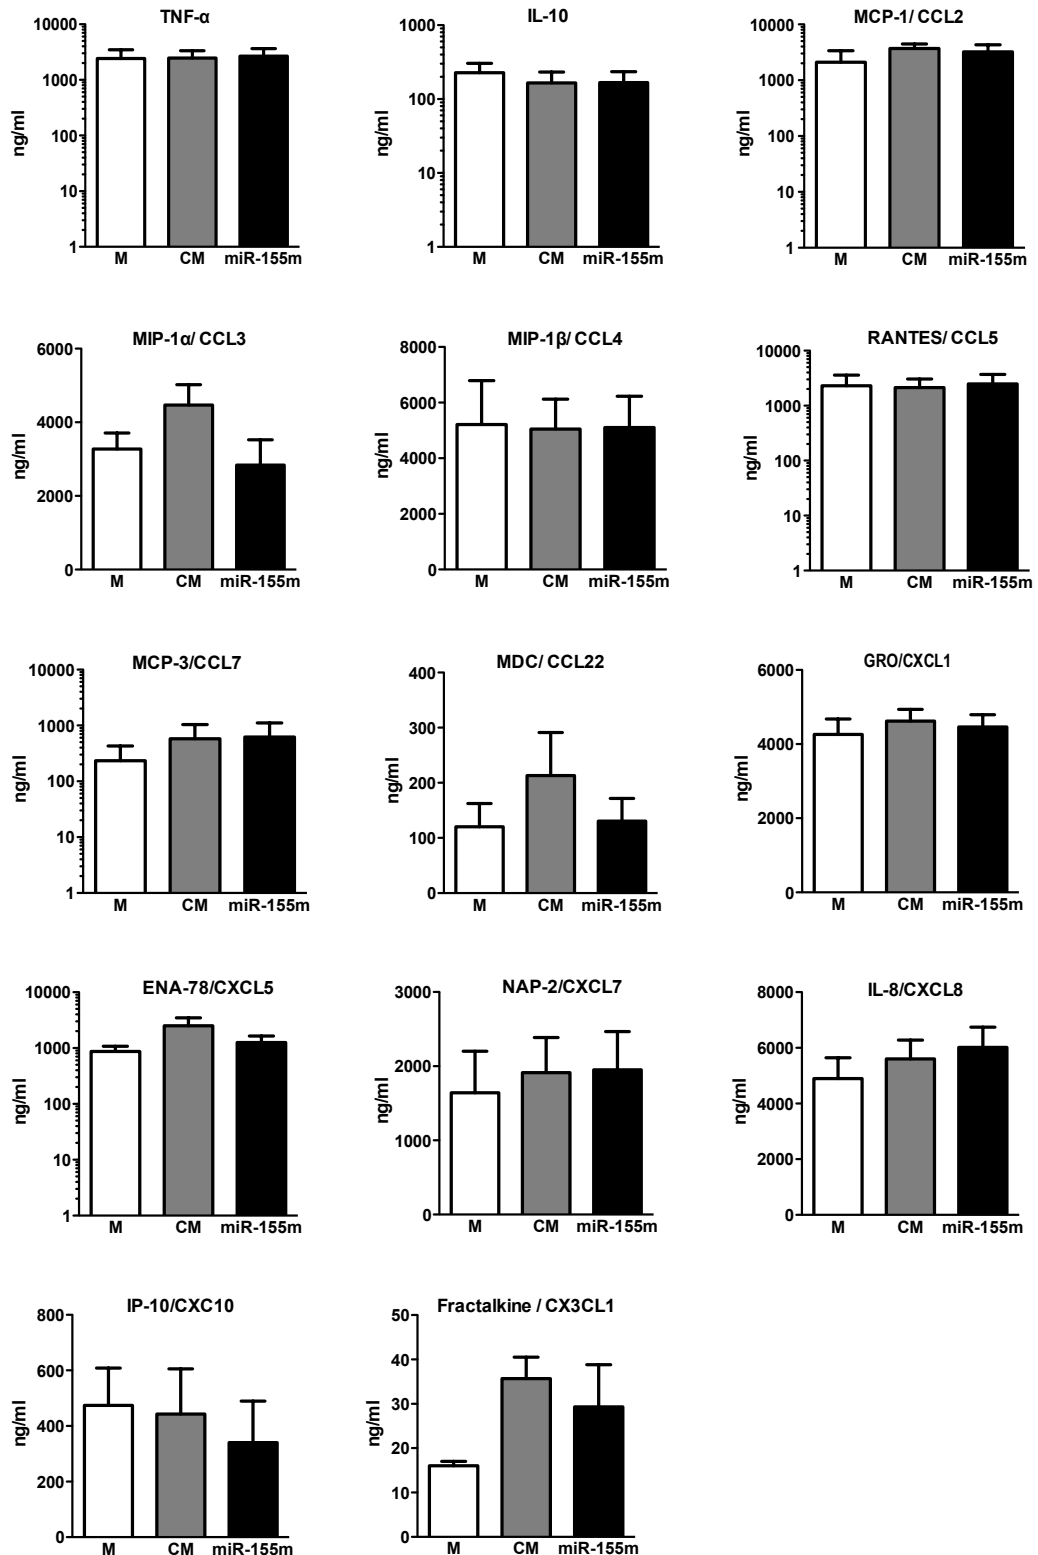 TNF-α
10000
1000
100
10
1
ng/ml
M CM miR-155m
IL-10
1000
100
10
1
ng/ml
M CM miR-155m
MCP-1/ CCL2
10000
1000
100
10
1
ng/ml
M CM miR-155m
MIP-1α/ CCL3
6000
4000
2000
0
ng/ml
M CM miR-155m
MIP-1β/ CCL4
8000
6000
4000
2000
0
ng/ml
M CM miR-155m
RANTES/ CCL5
10000
1000
100
10
1
ng/ml
M CM miR-155m
MCP-3/CCL7
10000
1000
100
10
1
ng/ml
M CM miR-155m
MDC/ CCL22
400
300
200
100
0
ng/ml
M CM miR-155m
GRO/CXCL1
6000
4000
2000
0
ng/ml
M CM miR-155m
ENA-78/CXCL5
10000
1000
100
10
1
ng/ml
M CM miR-155m
NAP-2/CXCL7
3000
2000
1000
0
ng/ml
M CM miR-155m
IL-8/CXCL8
8000
6000
4000
2000
0
ng/ml
M CM miR-155m
IP-10/CXC10
800
600
400
200
0
ng/ml
M CM miR-155m
Fractalkine / CX3CL1
50
40
30
20
10
0
ng/ml
M CM miR-155m